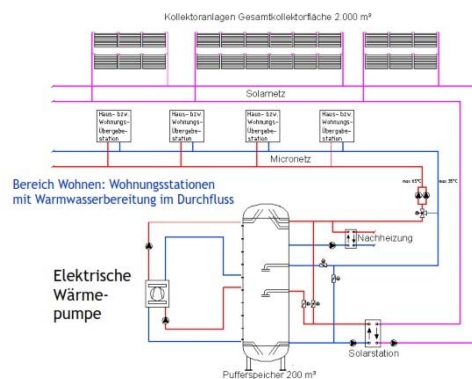 Kollektoranlagen Gesamtkollektorfläche 2.000 m²
Solarnetz
Haus- bzw.
Wohnungs-
Übergabe-
station
Haus- bzw.
Wohnungs-
Übergabe-
station
Haus- bzw.
Wohnungs-
Übergabe-
station
Haus- bzw.
Wohnungs-
Übergabe-
station
Micronetz
Bereich Wohnen: Wohnungsstationen
mit Warmwasserbereitung im Durchfluss
max 65°C
max 35°C
Nachheizung
Elektrische
Wärme-
pumpe
Solarstation
Pufferspeicher 200 m³